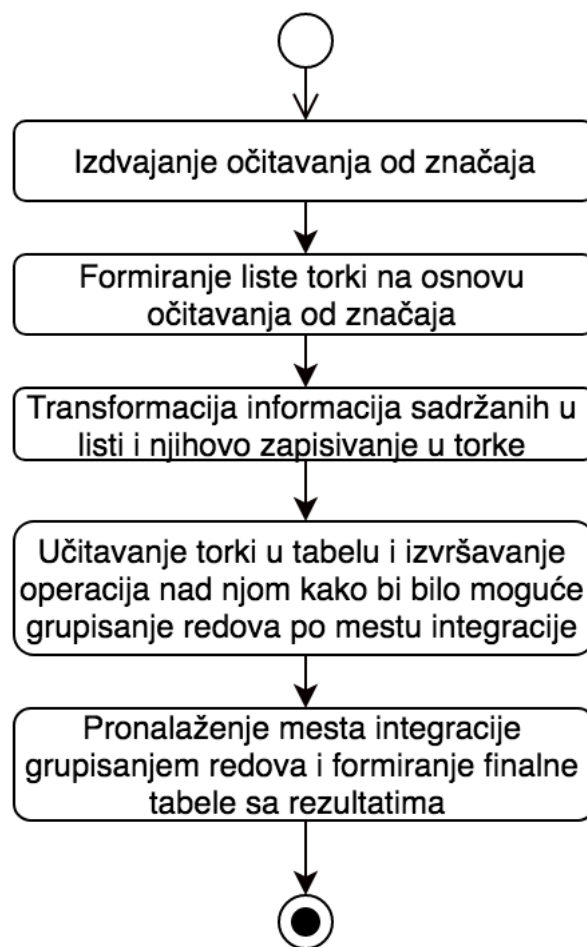 Izdvajanje očitavanja od značaja
Formiranje liste torki na osnovu
očitavanja od značaja
Transformacija informacija sadržanih u
listi i njihovo zapisivanje u torke
Učitavanje torki u tabelu i izvršavanje
operacija nad njom kako bi bilo moguće
grupisanje redova po mestu integracije
Pronalaženje mesta integracije
grupisanjem redova i formiranje finalne
tabele sa rezultatima